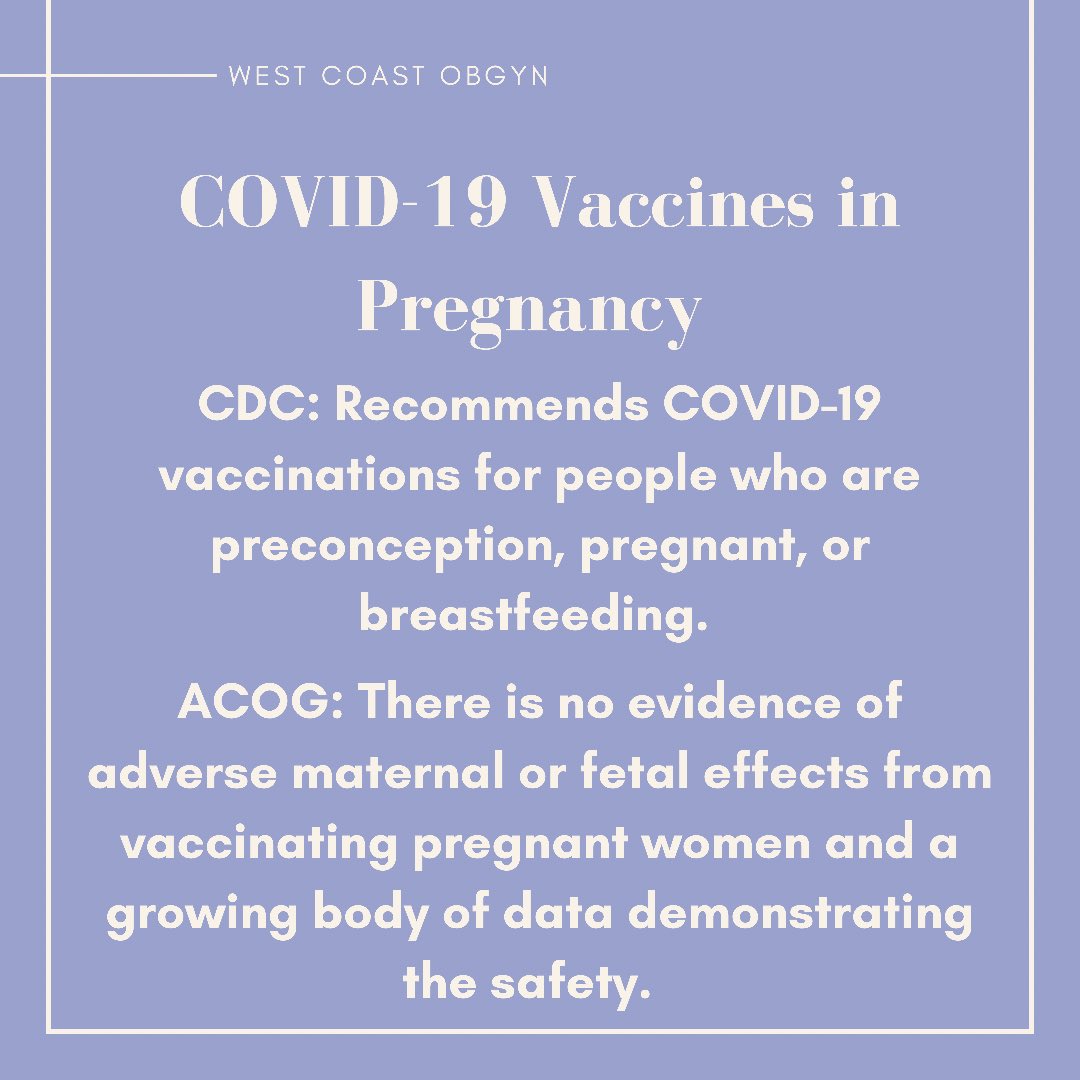 WEST COAST OBGYN
COVID-19 Vaccines in
Pregnancy
CDC: Recommends COVID-19
vaccinations for people who are
preconception, pregnant, or
breastfeeding.
ACOG: There is no evidence of
adverse maternal or fetal effects from
vaccinating pregnant women and a
growing body of data demonstrating
the safety.